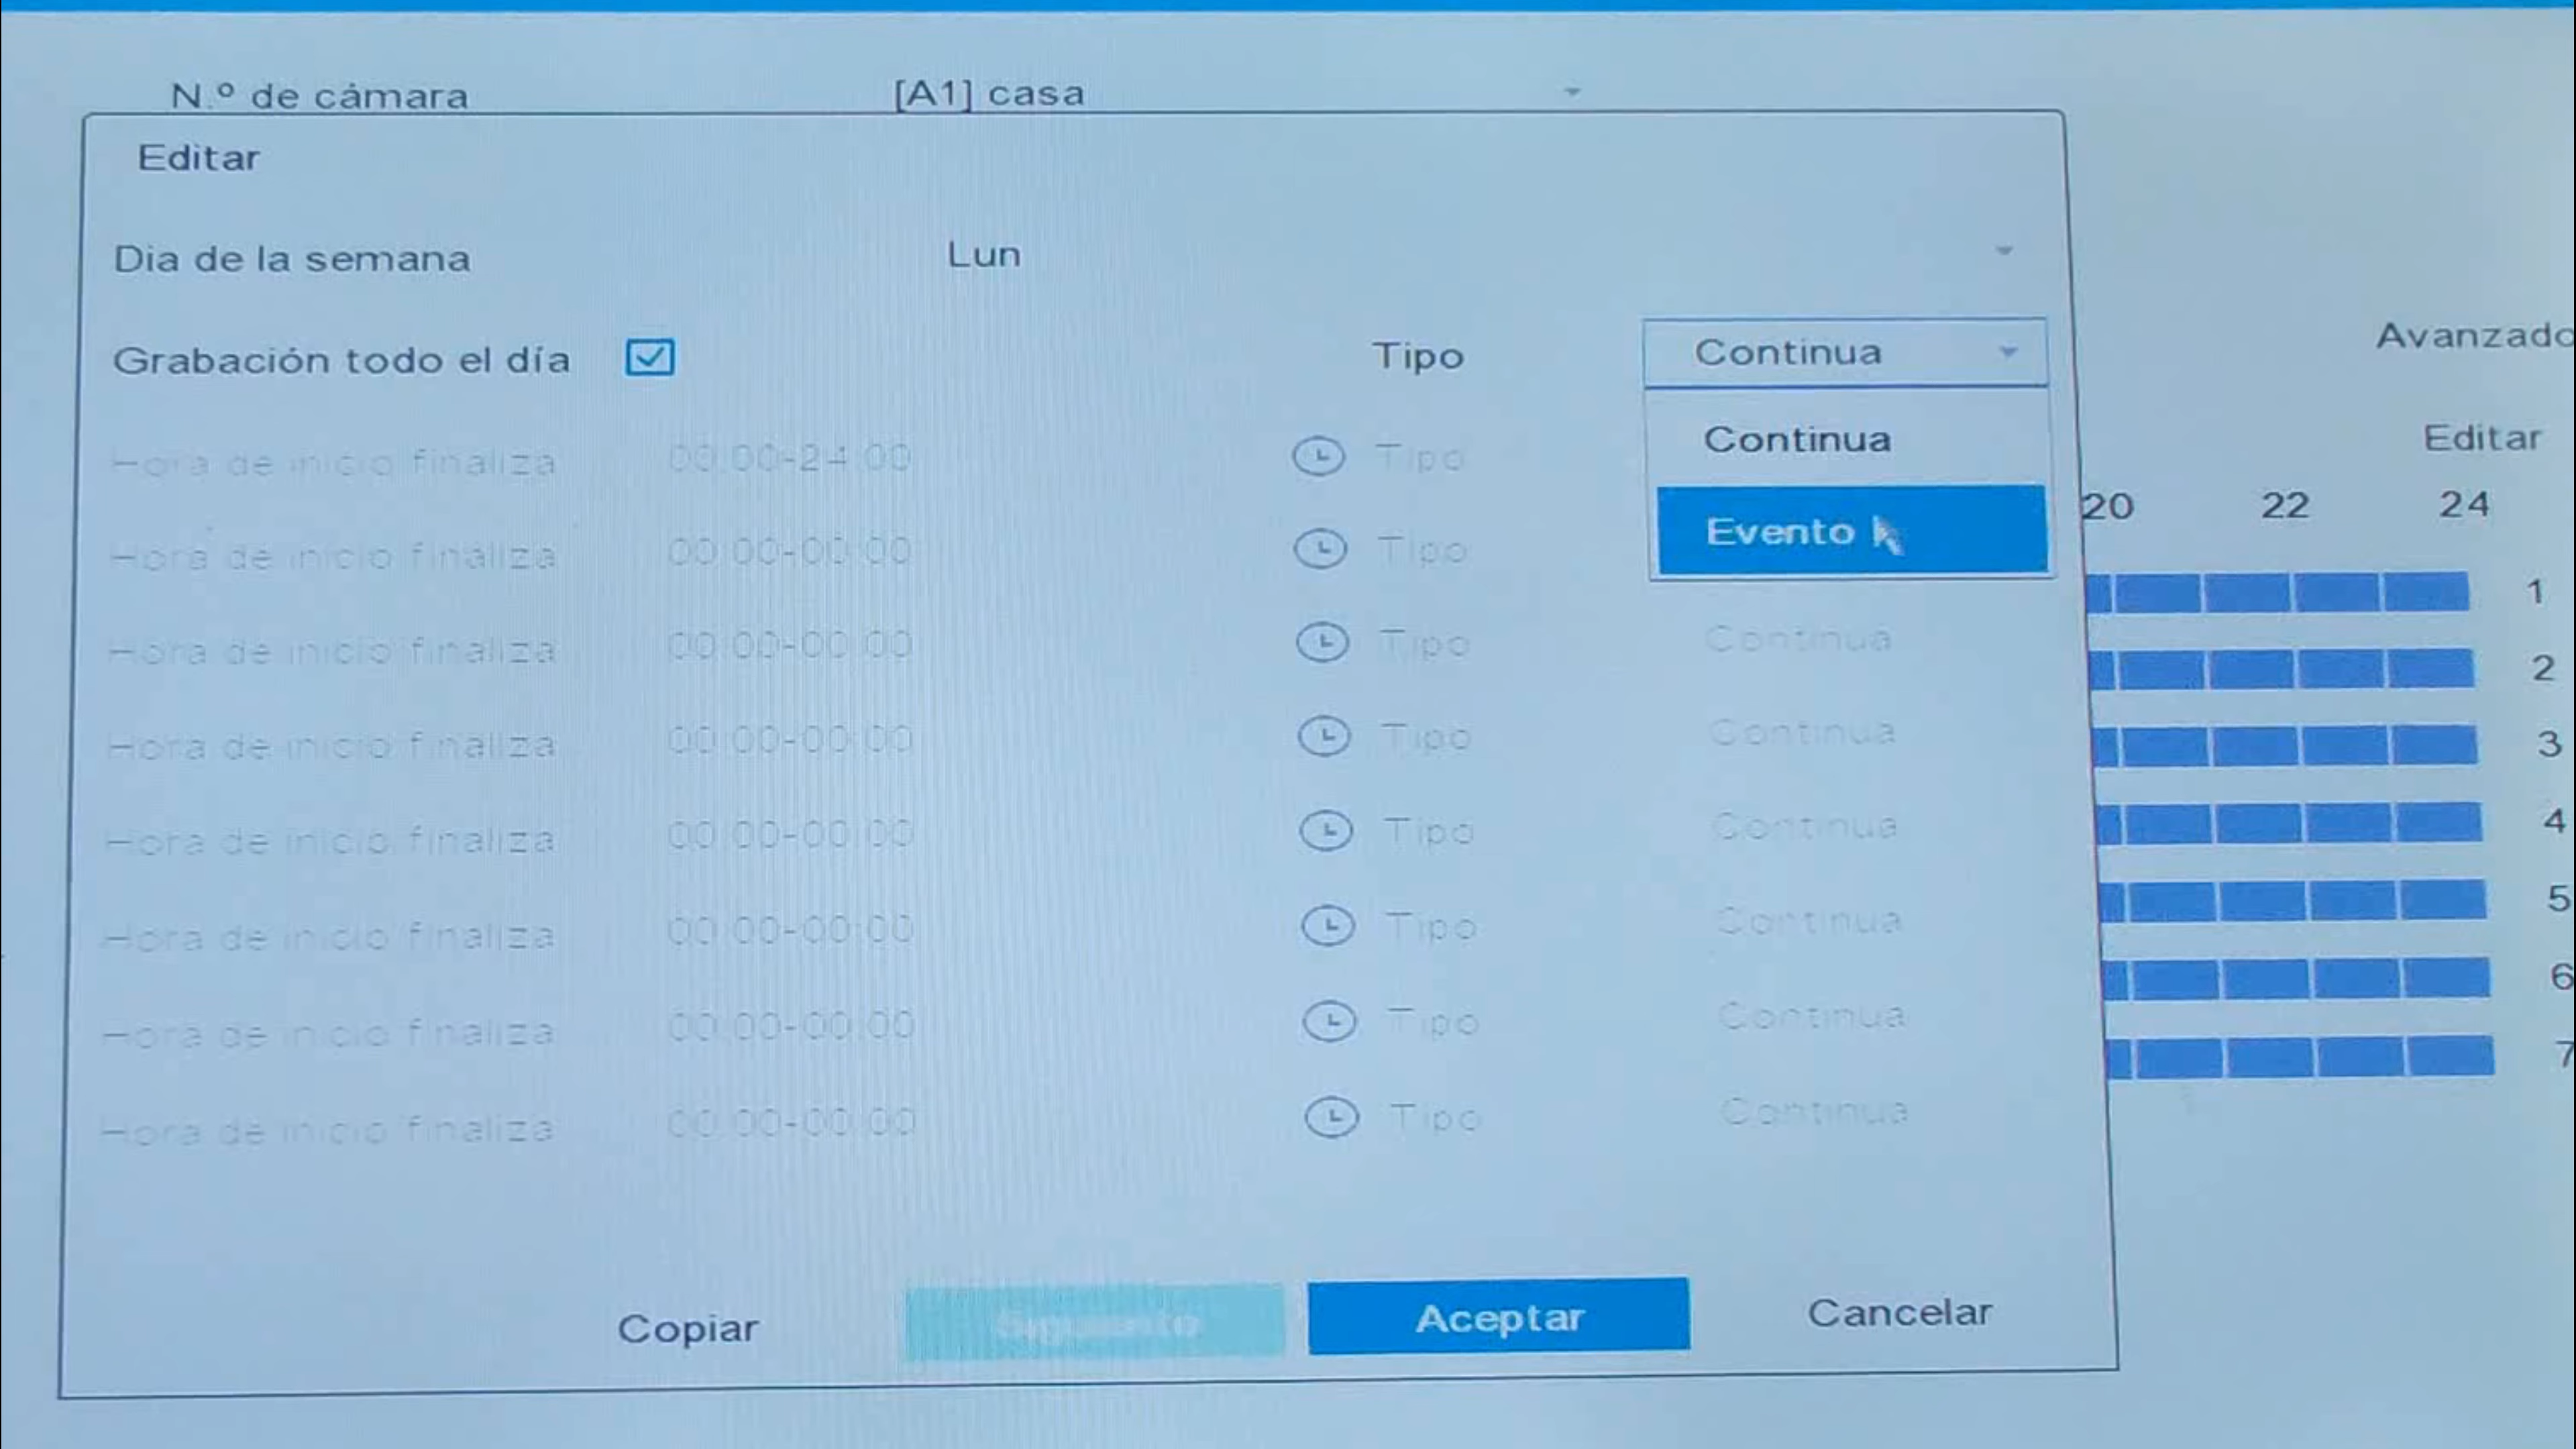 N.º de cámara [A1] casa
Editar
Dia de la semana Lun
Grabación todo el día Tipo Continua
Avanzado
Continua
Editar
Hora de inicio finaliza 00:00-24:00 Tipo
Evento
20 22 24
Hora de inicio finaliza 00:00-00:00 Tipo
1
Hora de inicio finaliza 00:00-00:00 Tipo Continua
2
Hora de inicio finaliza 00:00-00:00 Tipo Continua
3
Hora de inicio finaliza 00:00-00:00 Tipo Continua
4
Hora de inicio finaliza 00:00-00:00 Tipo Continua
5
Hora de inicio finaliza 00:00-00:00 Tipo Continua
6
7
Hora de inicio finaliza 00:00-00:00 Tipo Continua
Copiar Aceptar Cancelar